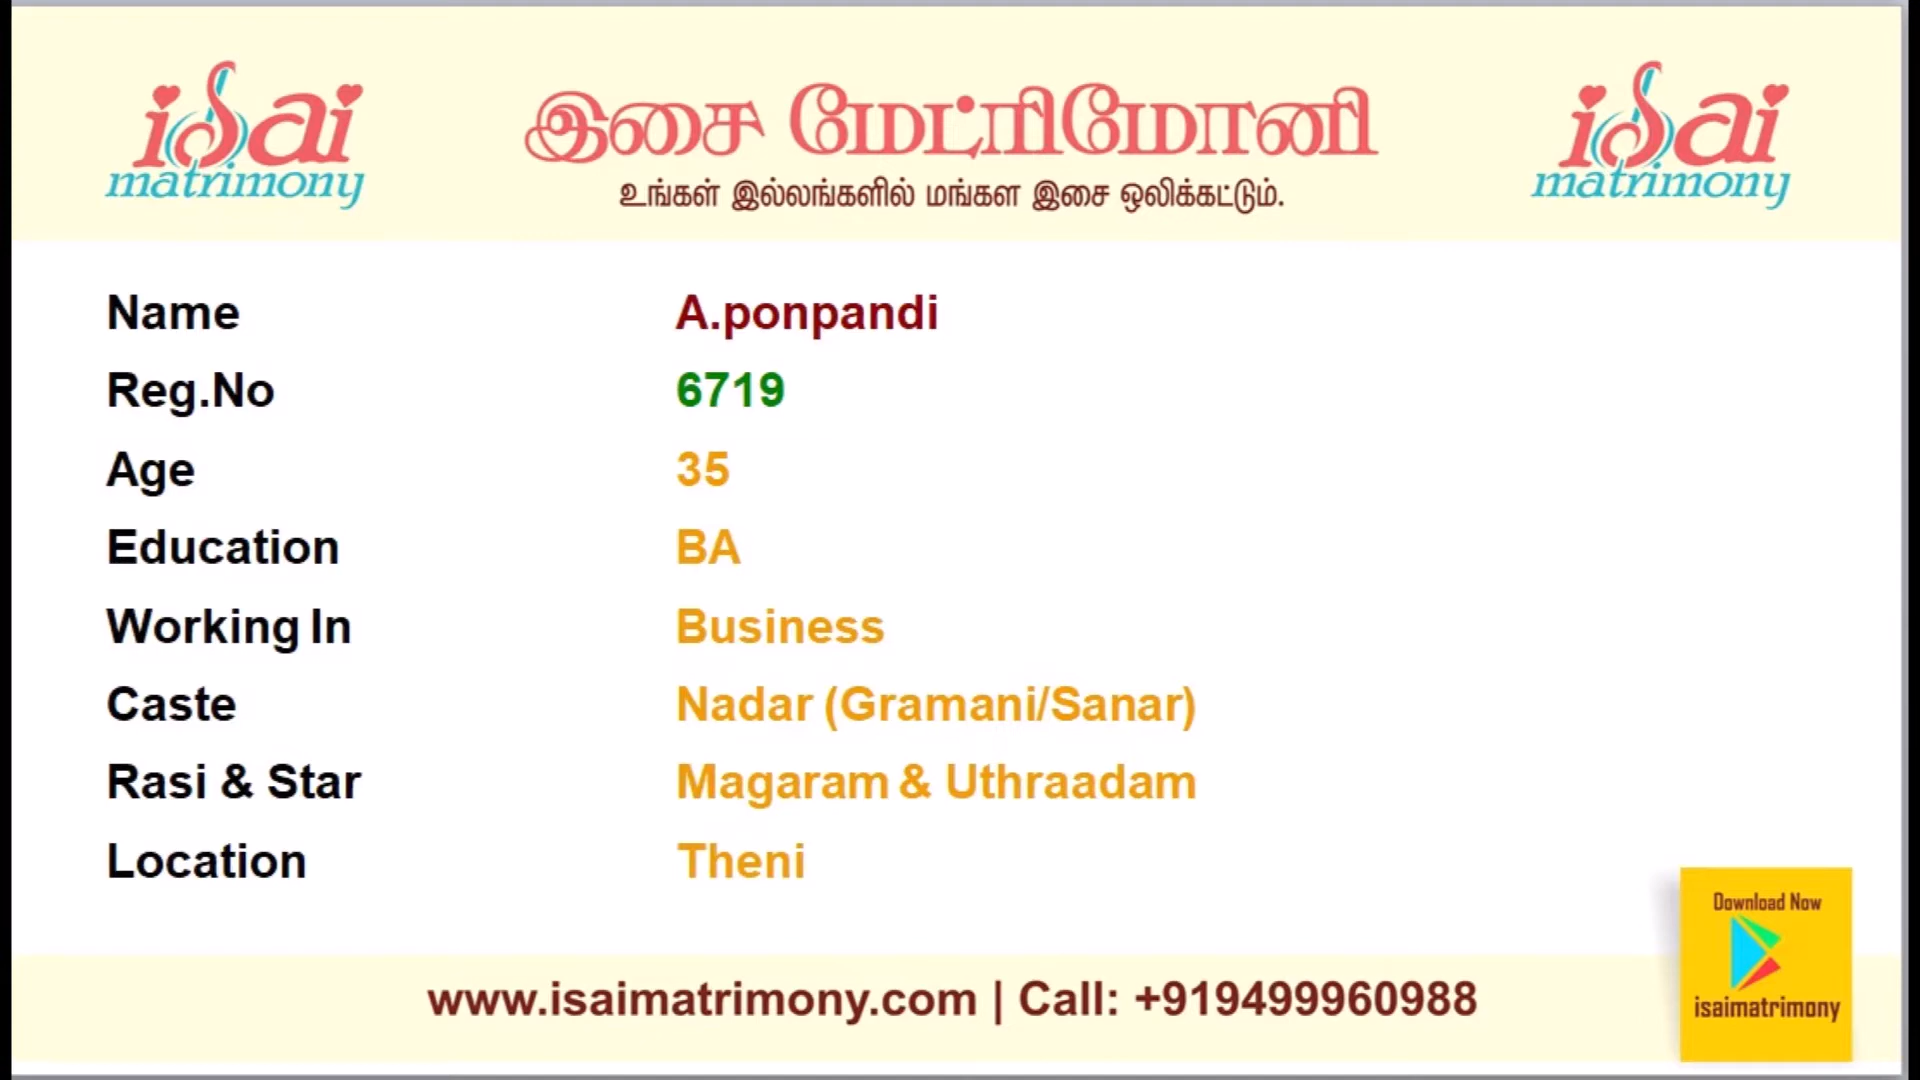 isai
matrimony
இசை மேட்ரிமோனி
உங்கள் இல்லங்களில் மங்கள இசை ஒலிக்கட்டும்.
isai
matrimony
Name A.ponpandi
Reg.No 6719
Age 35
Education BA
Working In Business
Caste Nadar (Gramani/Sanar)
Rasi & Star Magaram & Uthraadam
Location Theni
Download Now
isaimatrimony
www.isaimatrimony.com | Call: +919499960988